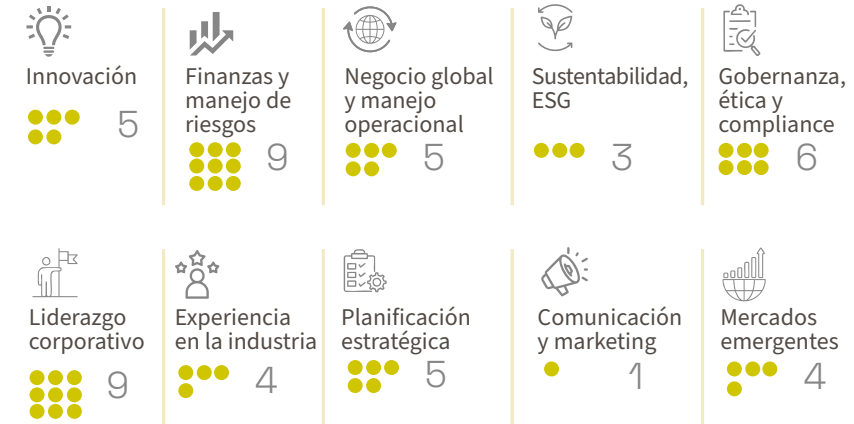 Innovación
5
Finanzas y
manejo de
riesgos
9
Negocio global
y manejo
operacional
5
Sustentabilidad,
ESG
3
Gobernanza,
ética y
compliance
6
Liderazgo
corporativo
9
Experiencia
en la industria
4
Planificación
estratégica
5
Comunicación
y marketing
1
Mercados
emergentes
4